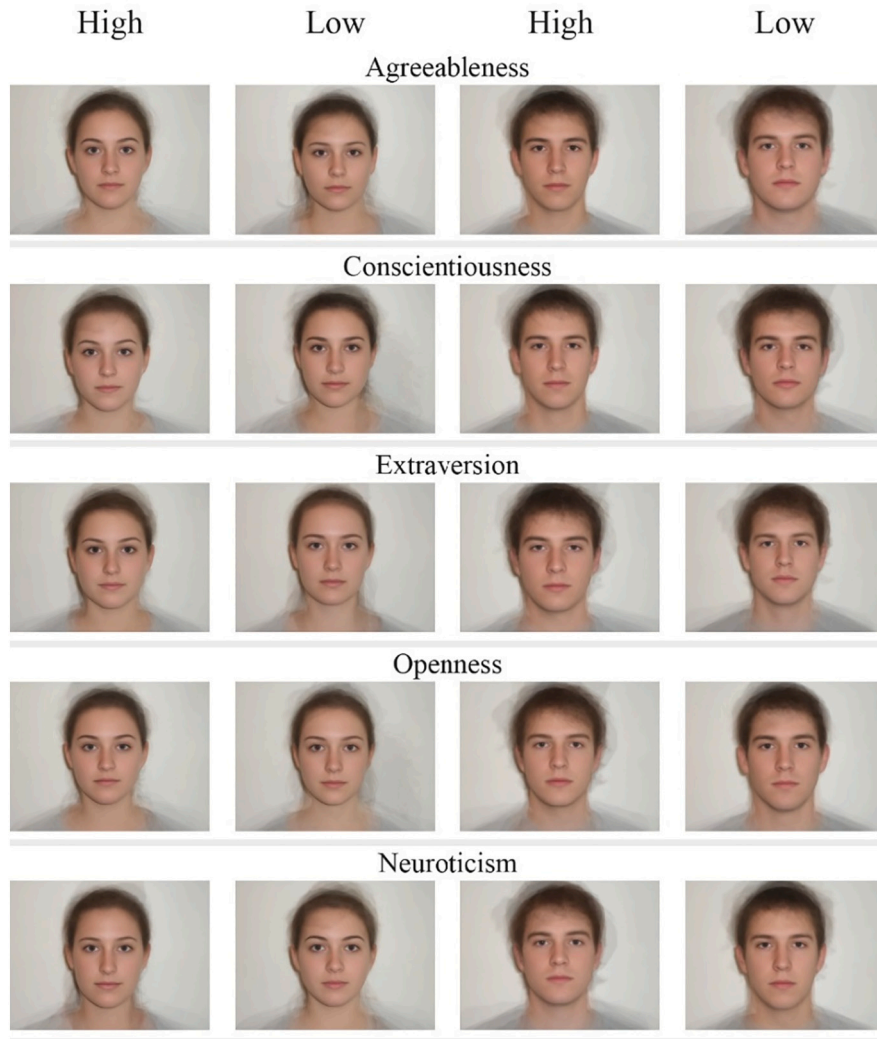 High Low High Low
Agreeableness
Conscientiousness
Extraversion
Openness
Neuroticism